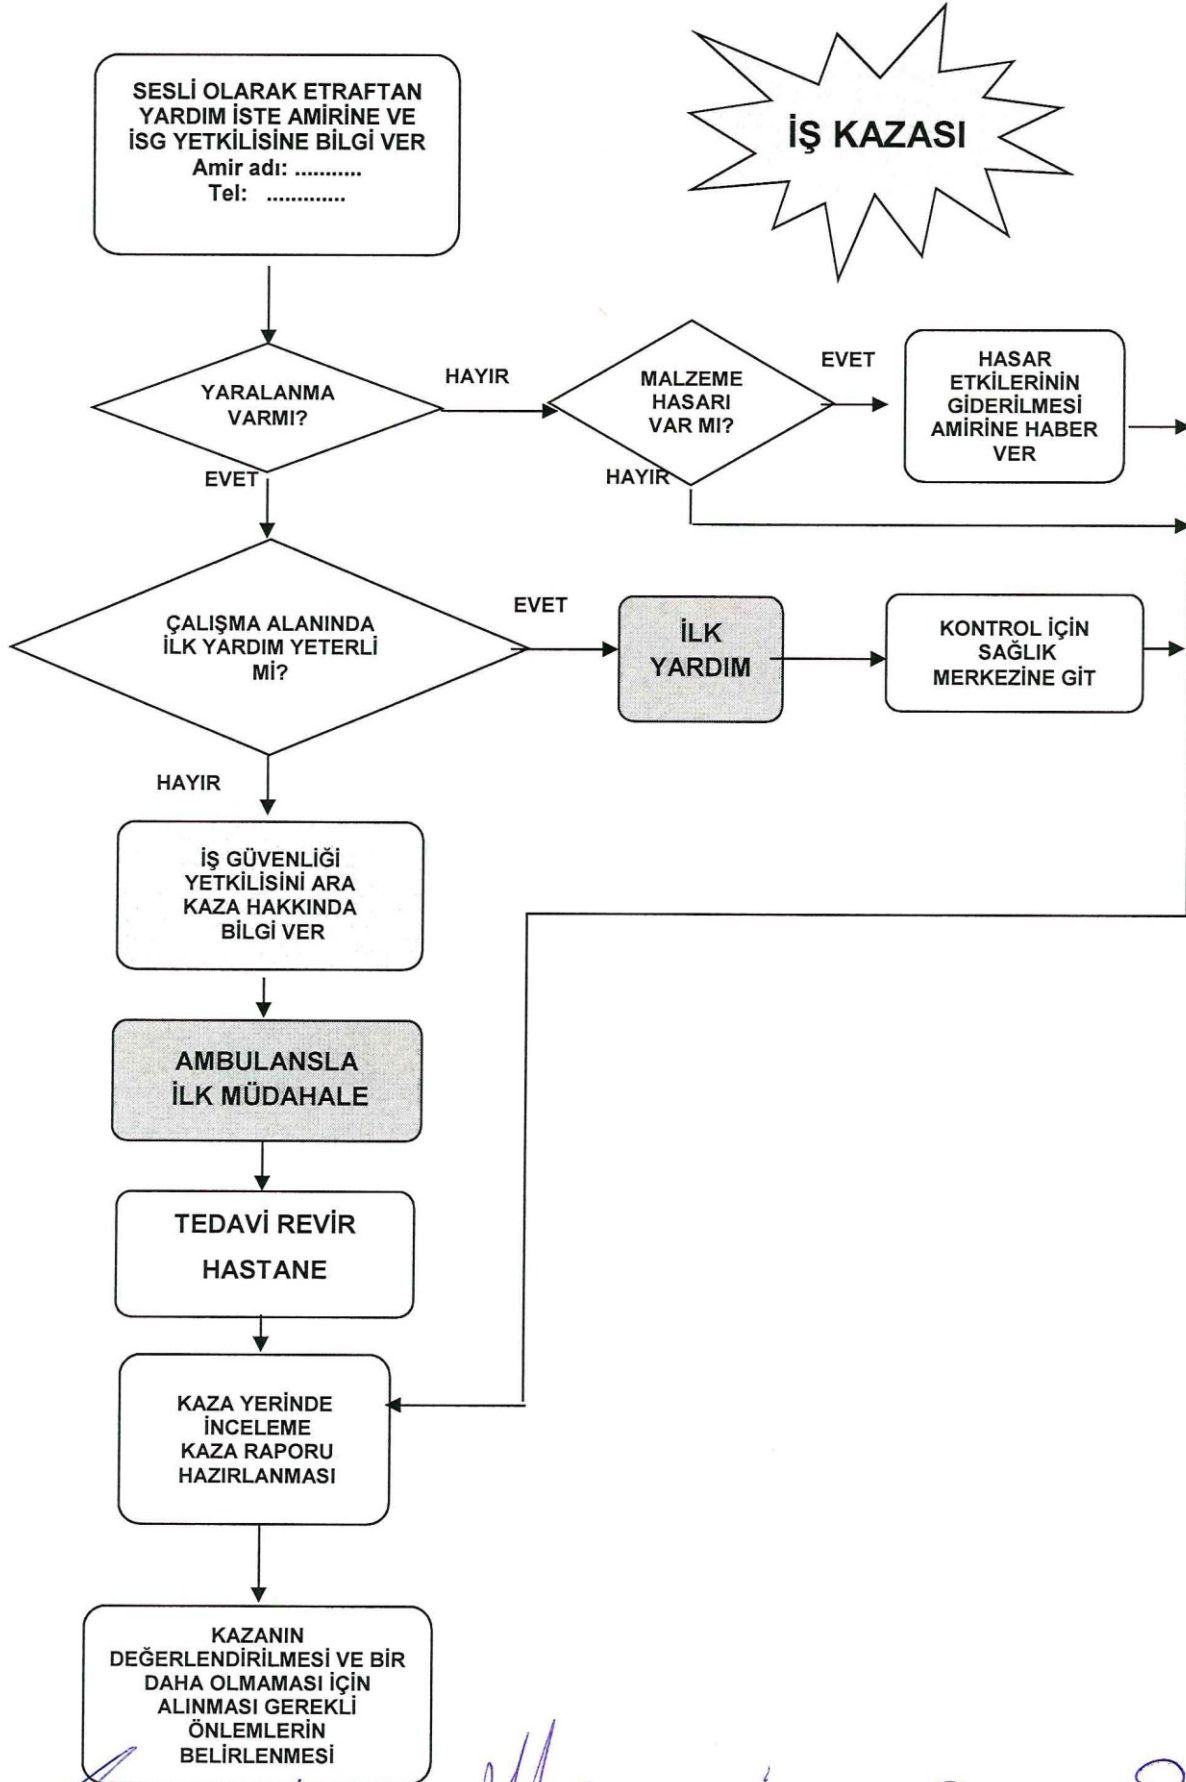 SESLİ OLARAK ETRAFTAN
YARDIM İSTE AMİRİNE VE
İSG YETKİLİSİNE BİLGİ VER
Amir adı: ...........
Tel: .............
İŞ KAZASI
YARALANMA
VARMI?
HAYIR
MALZEME
HASARI
VAR MI?
EVET
HASAR
ETKİLERİNİN
GİDERİLMESİ
AMİRİNE HABER
VER
EVET
HAYIR
ÇALIŞMA ALANINDA
İLK YARDIM YETERLİ
Mİ?
EVET
İLK
YARDIM
KONTROL İÇİN
SAĞLIK
MERKEZİNE GİT
HAYIR
İŞ GÜVENLİĞİ
YETKİLİSİNİ ARA
KAZA HAKKINDA
BİLGİ VER
AMBULANSLA
İLK MÜDAHALE
TEDAVİ REVİR
HASTANE
KAZA YERİNDE
İNCELEME
KAZA RAPORU
HAZIRLANMASI
KAZANIN
DEĞERLENDİRİLMESİ VE BİR
DAHA OLMAMASI İÇİN
ALINMASI GEREKLİ
ÖNLEMLERİN
BELİRLENMESİ